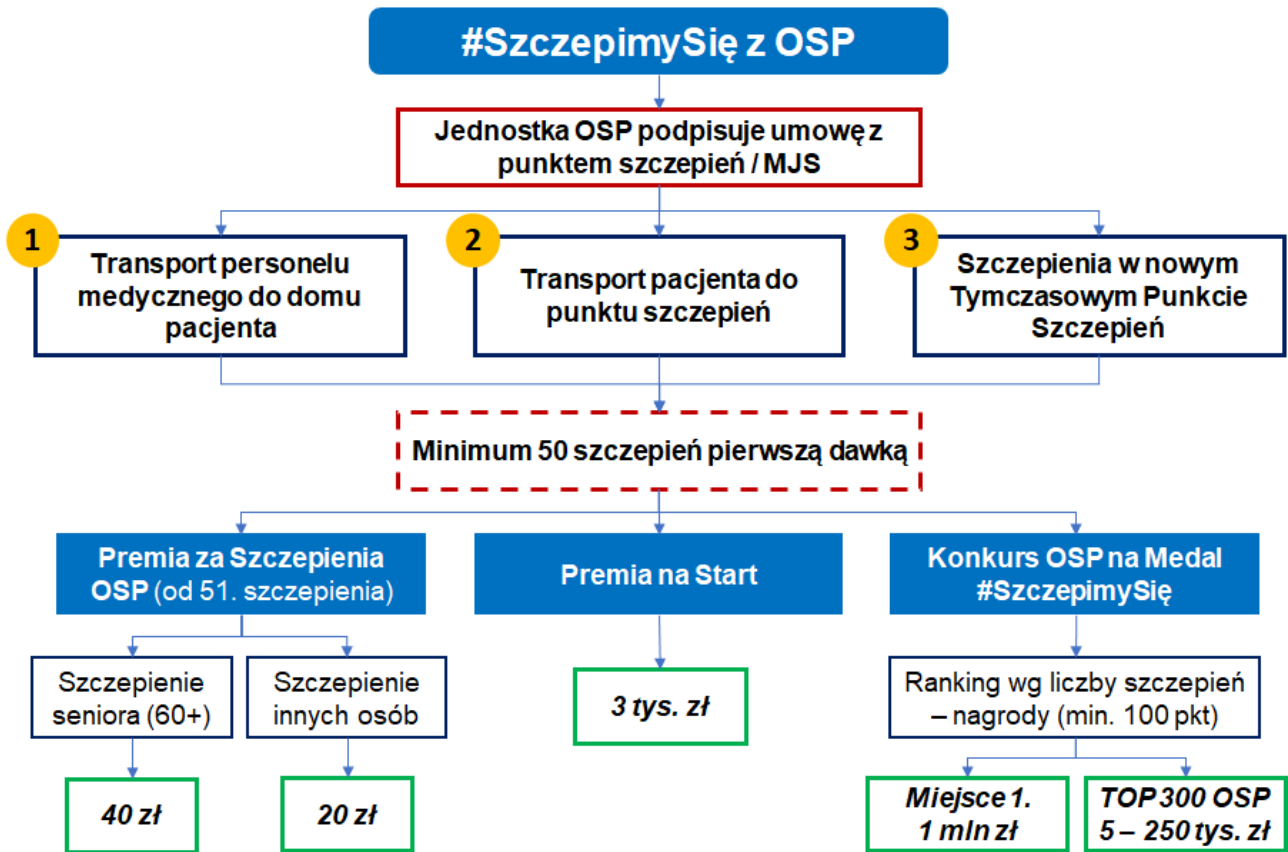 #SzczepimySię z OSP
Jednostka OSP podpisuje umowę z
punktem szczepień / MJS
1
Transport personelu
medycznego do domu
pacjenta
2
Transport pacjenta do
punktu szczepień
3
Szczepienia w nowym
Tymczasowym Punkcie
Szczepień
Minimum 50 szczepień pierwszą dawką
Premia za Szczepienia
OSP (od 51. szczepienia)
Premia na Start
Konkurs OSP na Medal
#SzczepimySię
Szczepienie
seniora (60+)
Szczepienie
innych osób
3 tys. zł
Ranking wg liczby szczepień
– nagrody (min. 100 pkt)
40 zł
20 zł
Miejsce 1.
1 mln zł
TOP 300 OSP
5 – 250 tys. zł